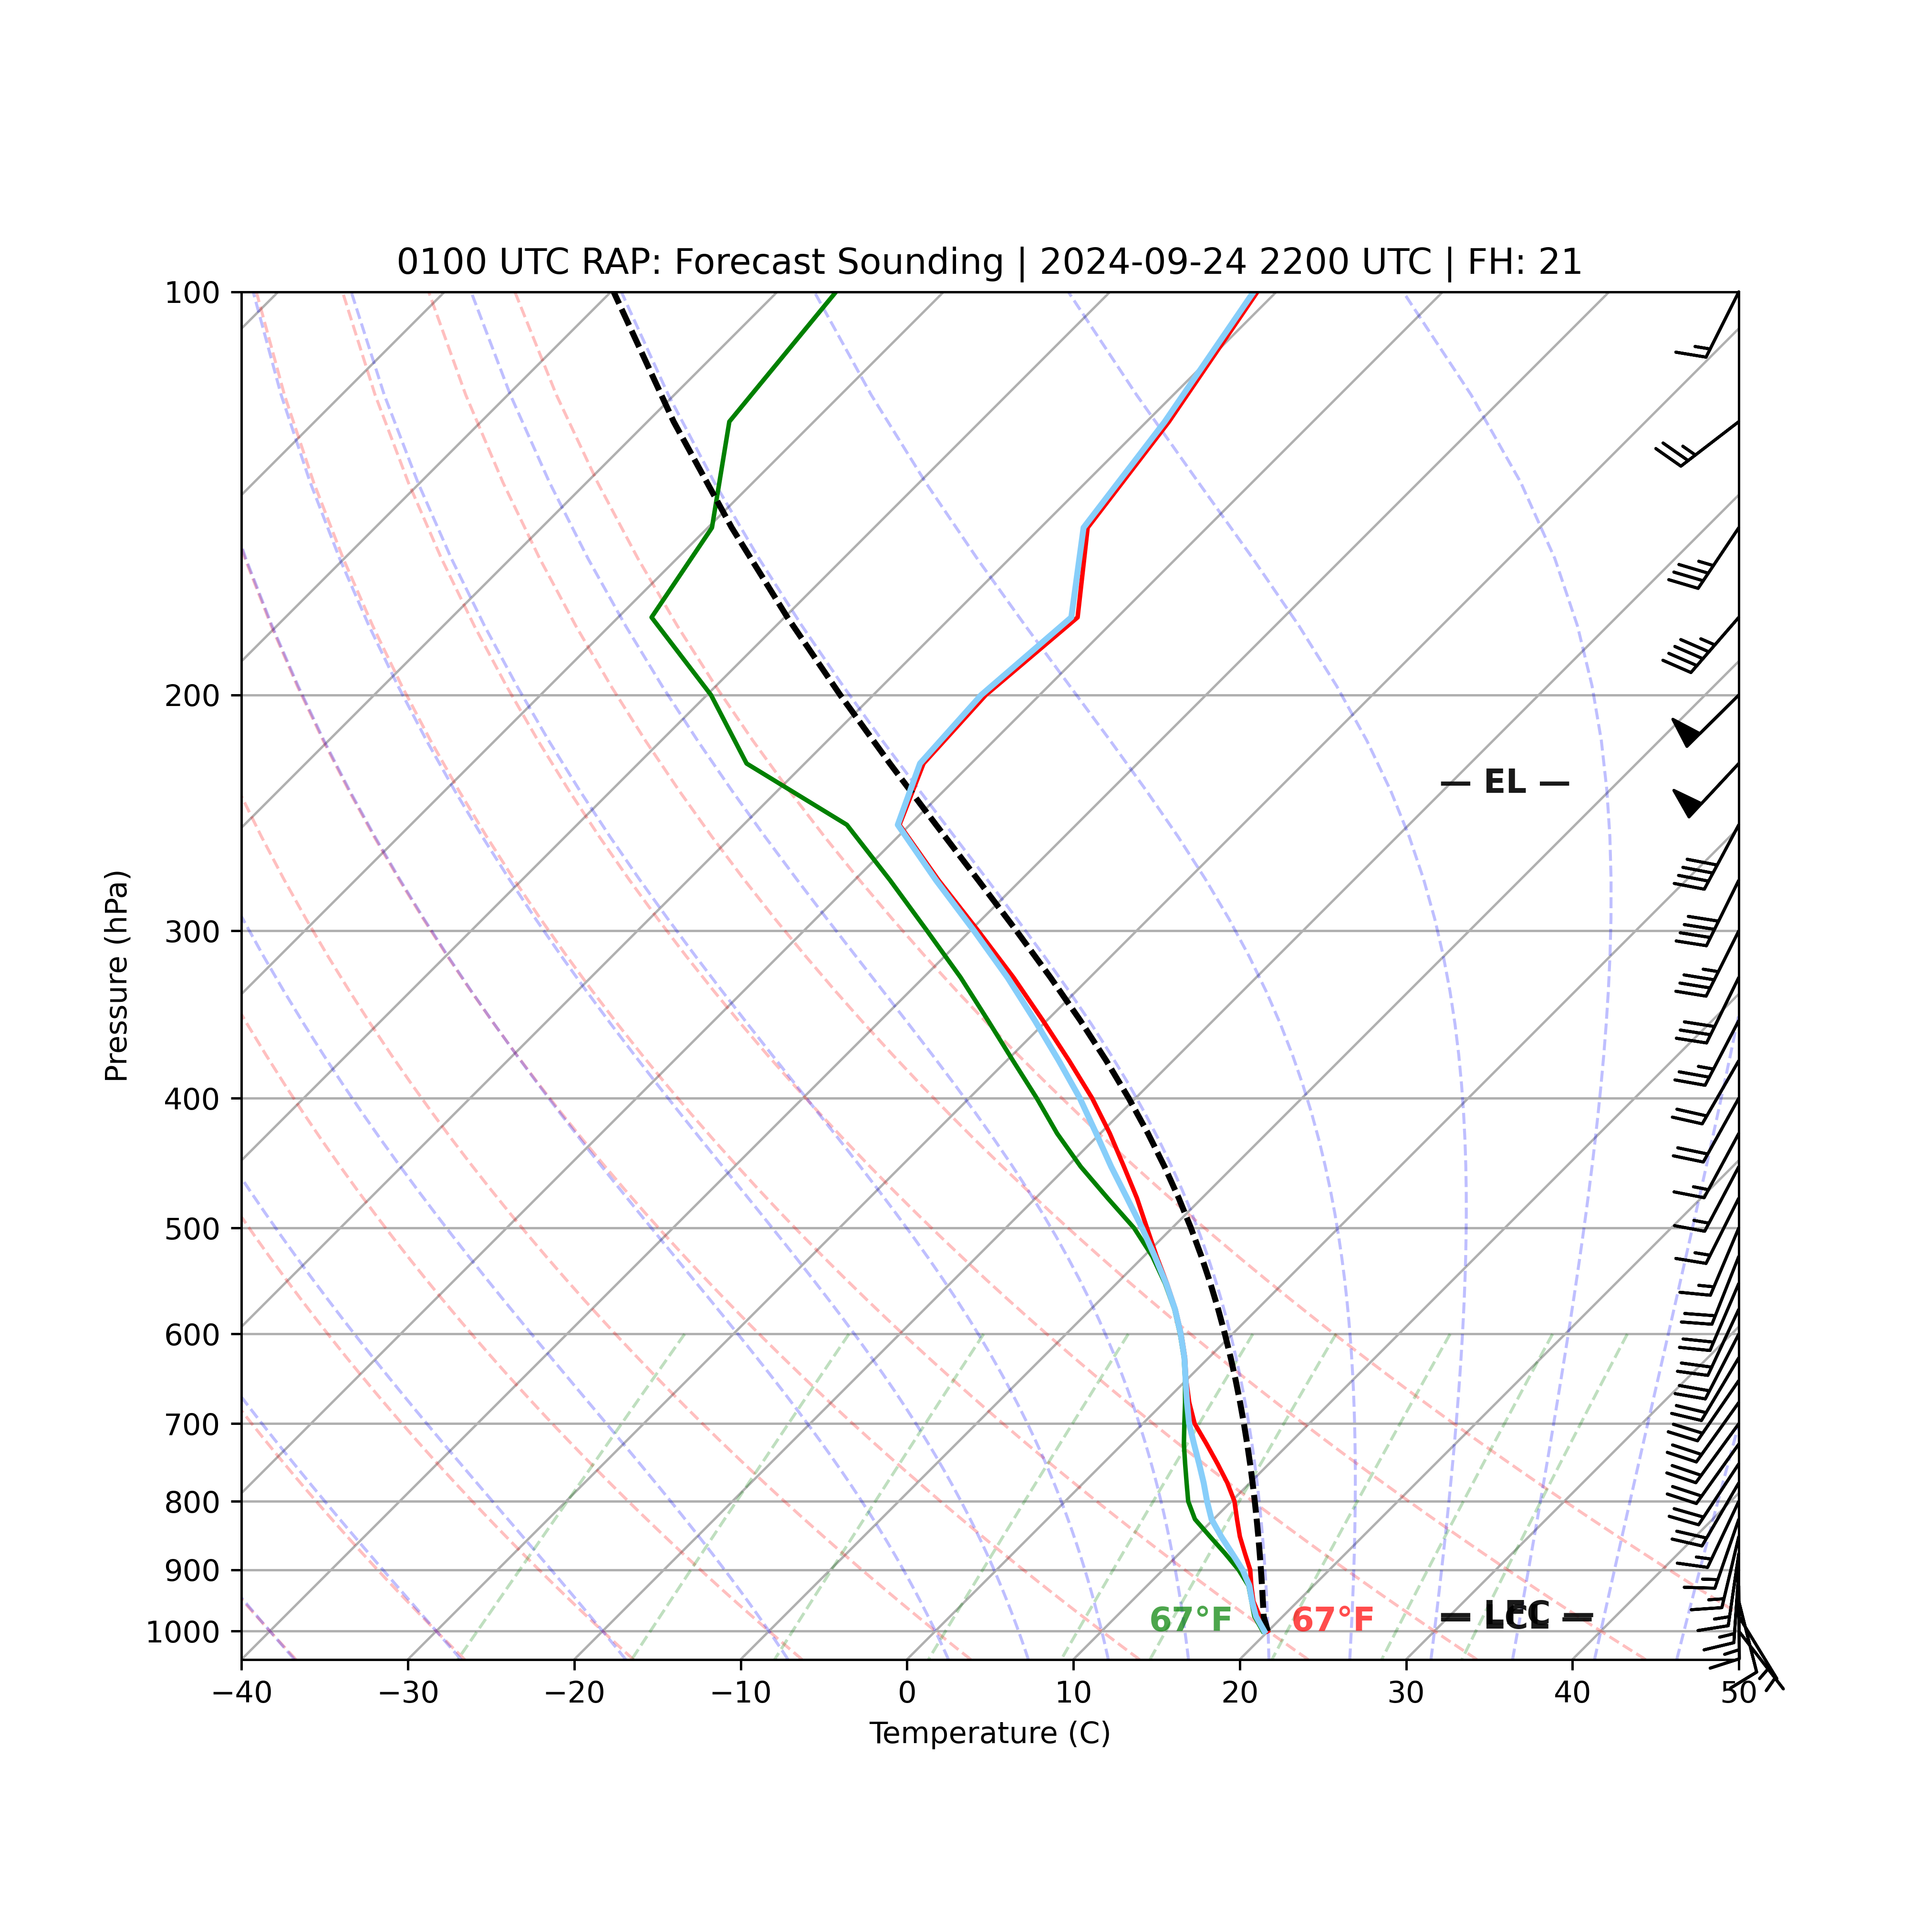 0100 UTC RAP: Forecast Sounding | 2024-09-24 2200 UTC | FH: 21
100
200
— EL —
300
Pressure (hPa)
400
500
600
700
800
900
67°F 67°F
1000
−40 −30 −20 −10 0 10 20 30 40 50
Temperature (C)